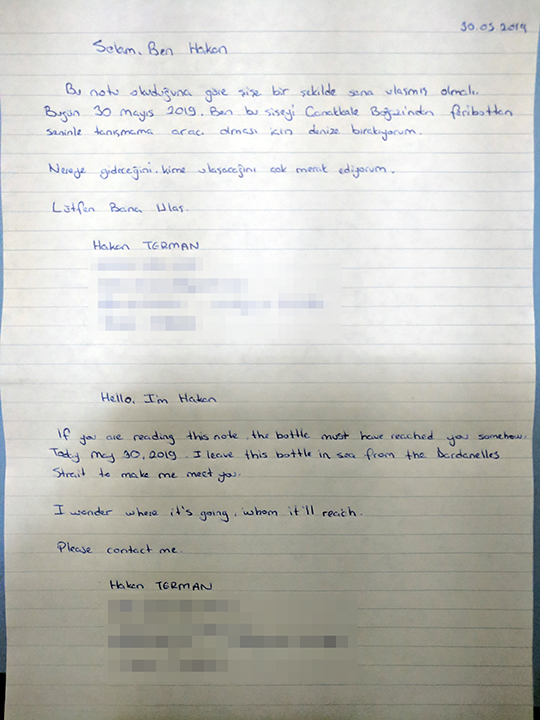 30.05.2019
Selam, Ben Hakan
Bu notu okuduğuna göre şişe bir şekilde sana ulaşmış olmalı.
Bugün 30 mayıs 2019. Ben bu şişeyi Çanakkale Boğazından feribottan
seninle tanışmama aracı olması için denize bırakıyorum.
Nereye gideceğini, kime ulaşacağını çok merak ediyorum.
Lütfen Bana Ulaş.
Hakan TERMAN
Hello, I'm Hakan
If you are reading this note, the bottle must have reached you somehow.
Today may 30, 2019. I leave this bottle in sea from the Dardanelles
Strait to make me meet you.
I wonder where it's going, whom it'll reach.
Please contact me.
Hakan TERMAN